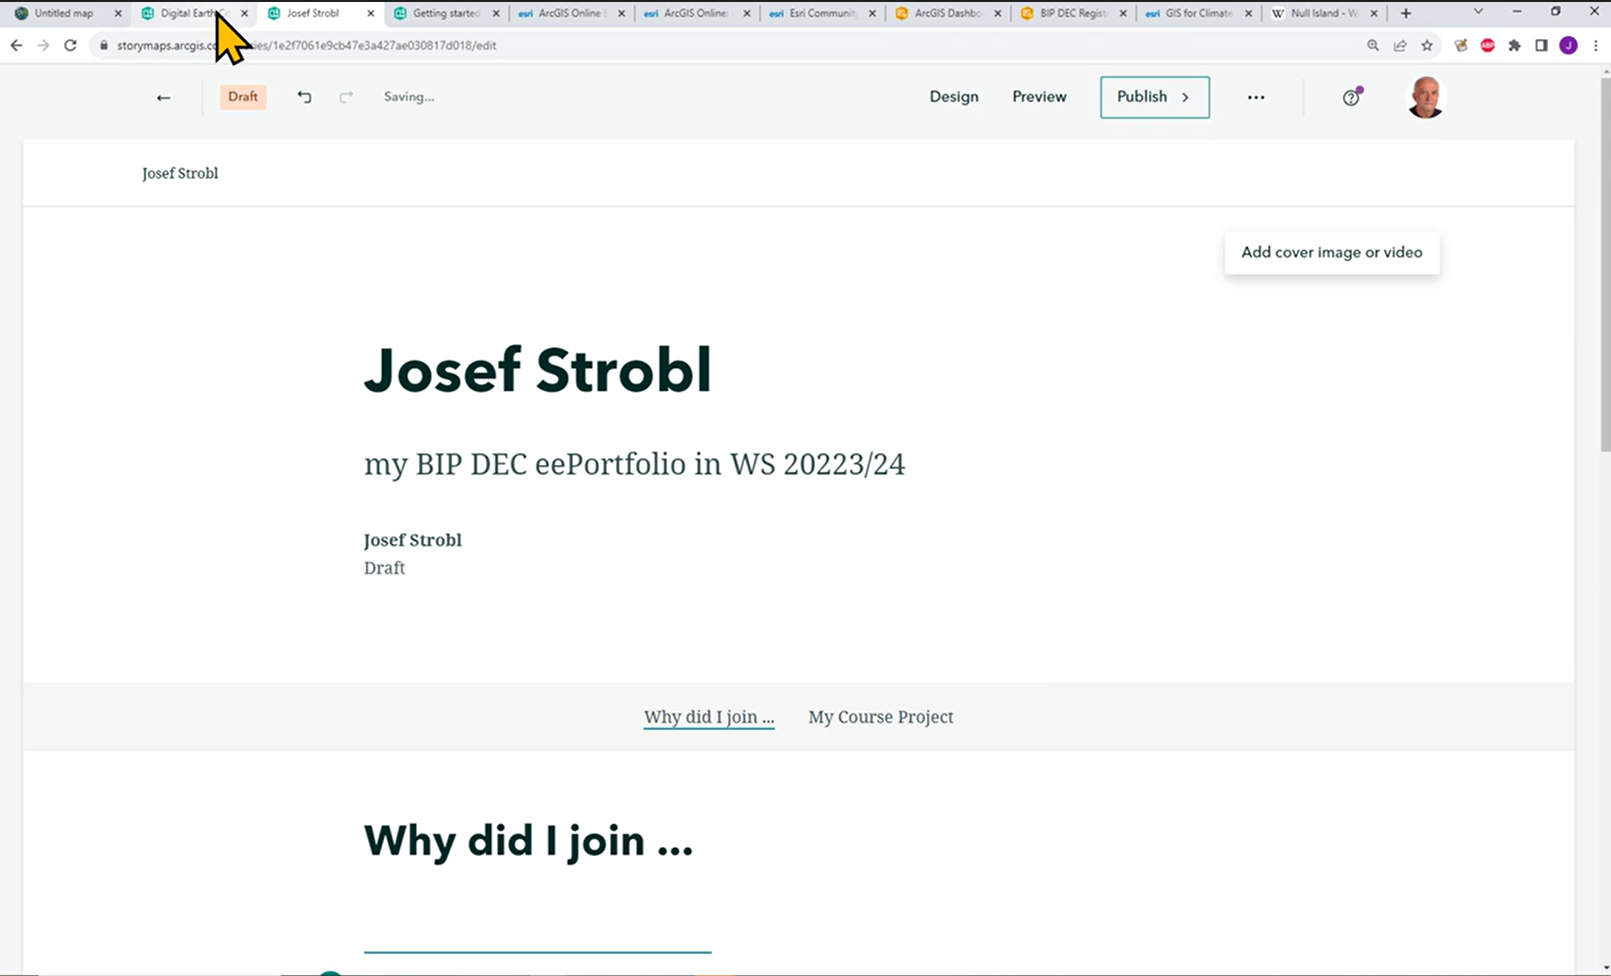 Untitled map
Digital Earth
Josef Strobl
Getting started
esri ArcGIS Online
esri ArcGIS Online:
esri Esri Community
ArcGIS Dashbo
BIP DEC Regist
esri GIS for Climate
W Null Island - W
storymaps.arcgis.co ies/1e2f7061e9cb47e3a427ae030817d018/edit
ABP
J
Draft
Saving...
Design
Preview
Publish
Josef Strobl
Add cover image or video
Josef Strobl
my BIP DEC eePortfolio in WS 20223/24
Josef Strobl
Draft
Why did I join ...
My Course Project
Why did I join ...